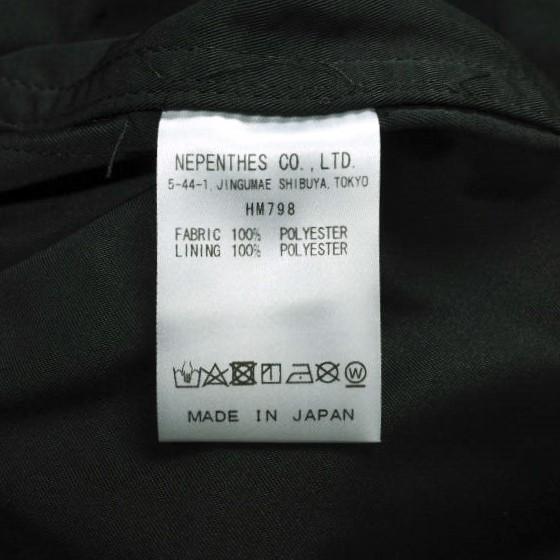 NEPENTHES CO., LTD.
5-44-1, JINGUMAE SHIBUYA, TOKYO
HM798
FABRIC 100% POLYESTER
LINING 100% POLYESTER
W
MADE IN JAPAN